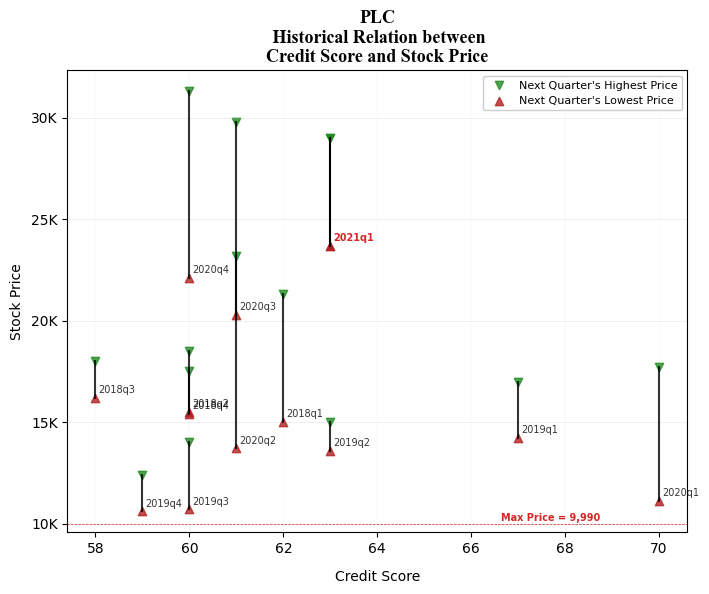 PLC
Historical Relation between
Credit Score and Stock Price
Next Quarter's Highest Price
Next Quarter's Lowest Price
30K
25K
20K
15K
10K
Stock Price
2021q1
2020q4
2020q3
2018q3
2018q2
2018q4
2018q1
2019q1
2020q2
2019q2
2020q1
2019q4
2019q3
Max Price = 9,990
58 60 62 64 66 68 70
Credit Score